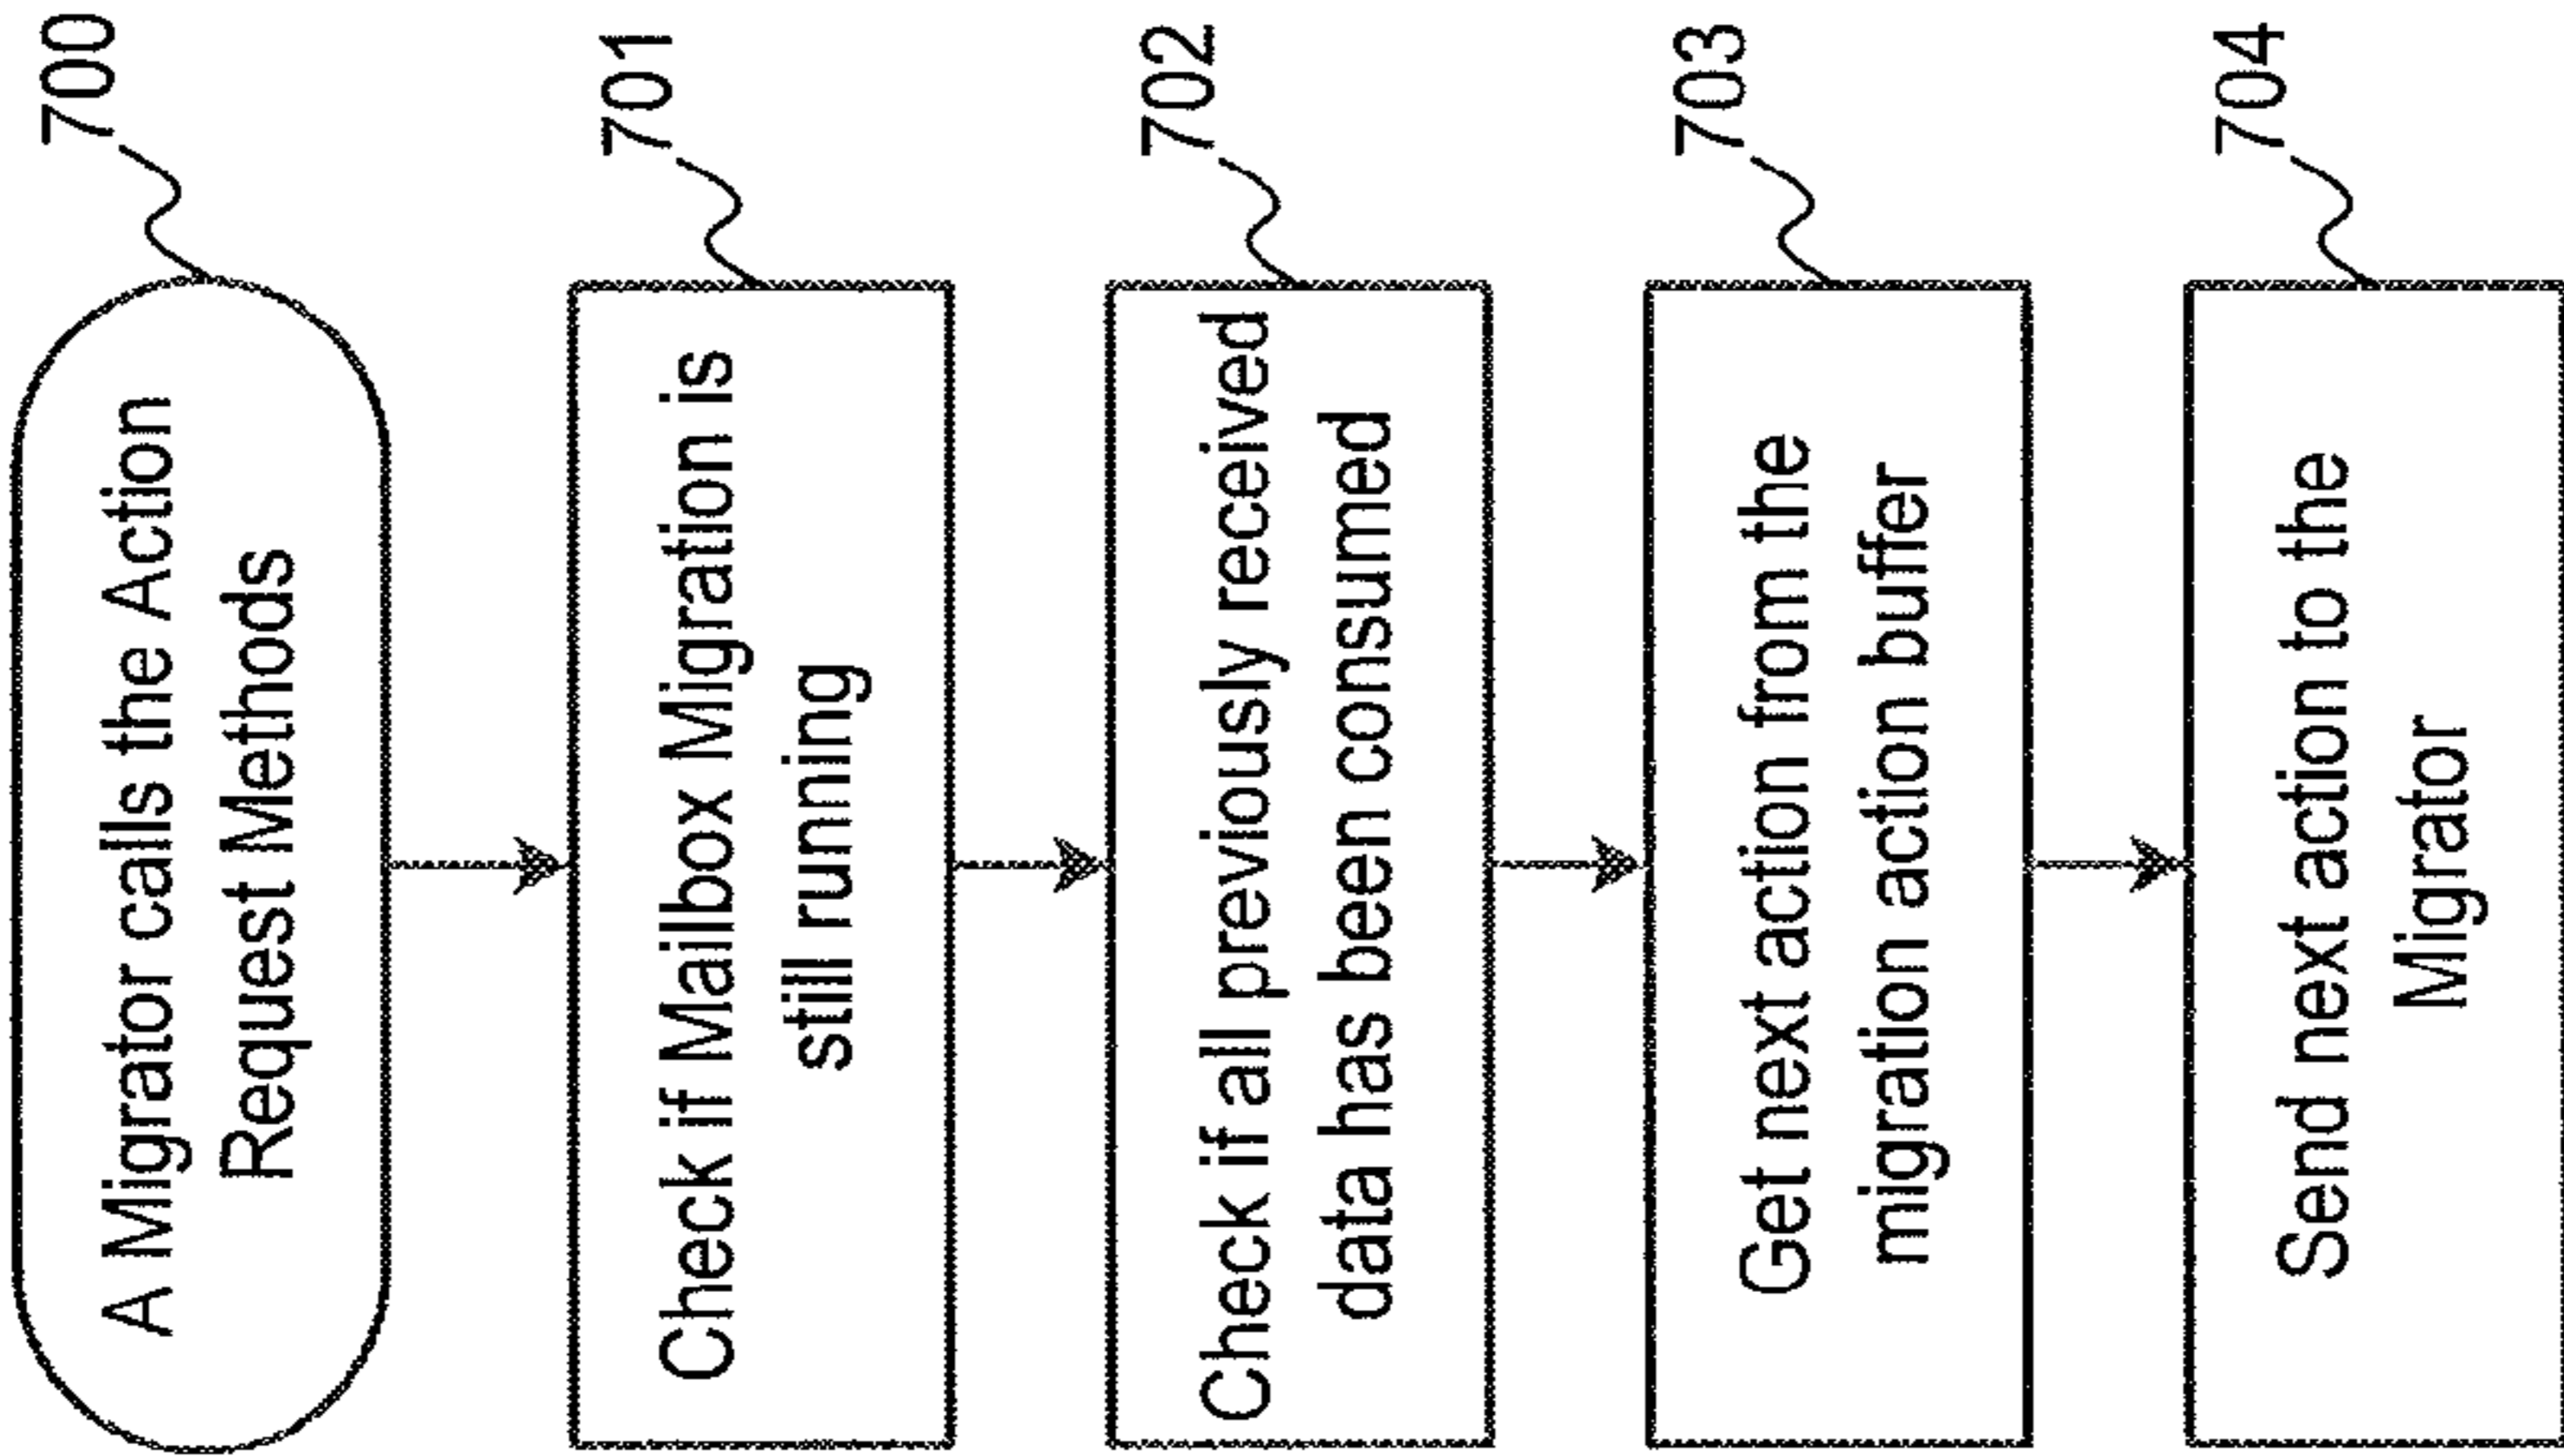 A Migrator calls the Action
Request Methods
700
Check if Mailbox Migration is
still running
701
Check if all previously received
data has been consumed
702
Get next action from the
migration action buffer
703
Send next action to the
Migrator
704